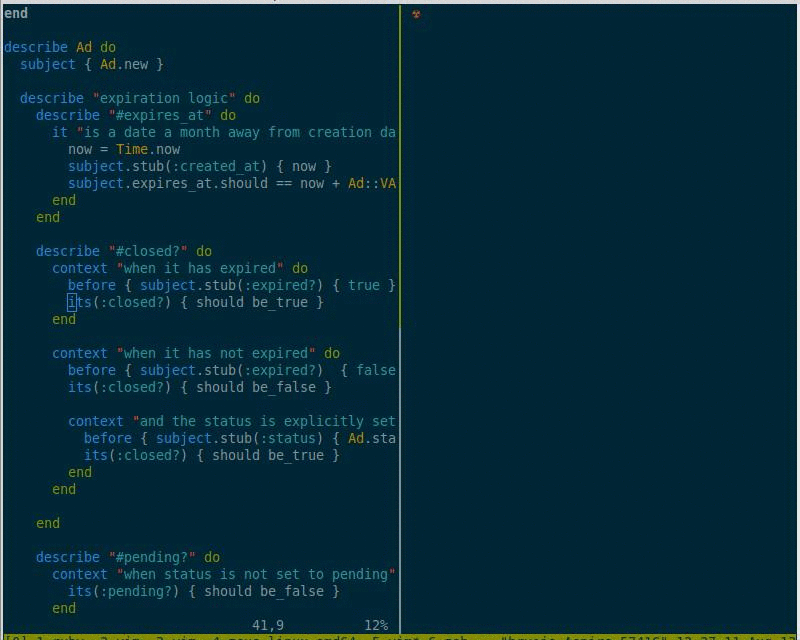 end
describe Ad do
subject { Ad.new }
describe "expiration logic" do
describe "#expires_at" do
it "is a date a month away from creation da
now = Time.now
subject.stub(:created_at) { now }
subject.expires_at.should == now + Ad::VA
end
end
describe "#closed?" do
context "when it has expired" do
before { subject.stub(:expired?) { true }
its(:closed?) { should be_true }
end
context "when it has not expired" do
before { subject.stub(:expired?)  { false
its(:closed?) { should be_false }
context "and the status is explicitly set
before { subject.stub(:status) { Ad.sta
its(:closed?) { should be_true }
end
end
end
describe "#pending?" do
context "when status is not set to pending"
its(:pending?) { should be_false }
end
41,9 12%